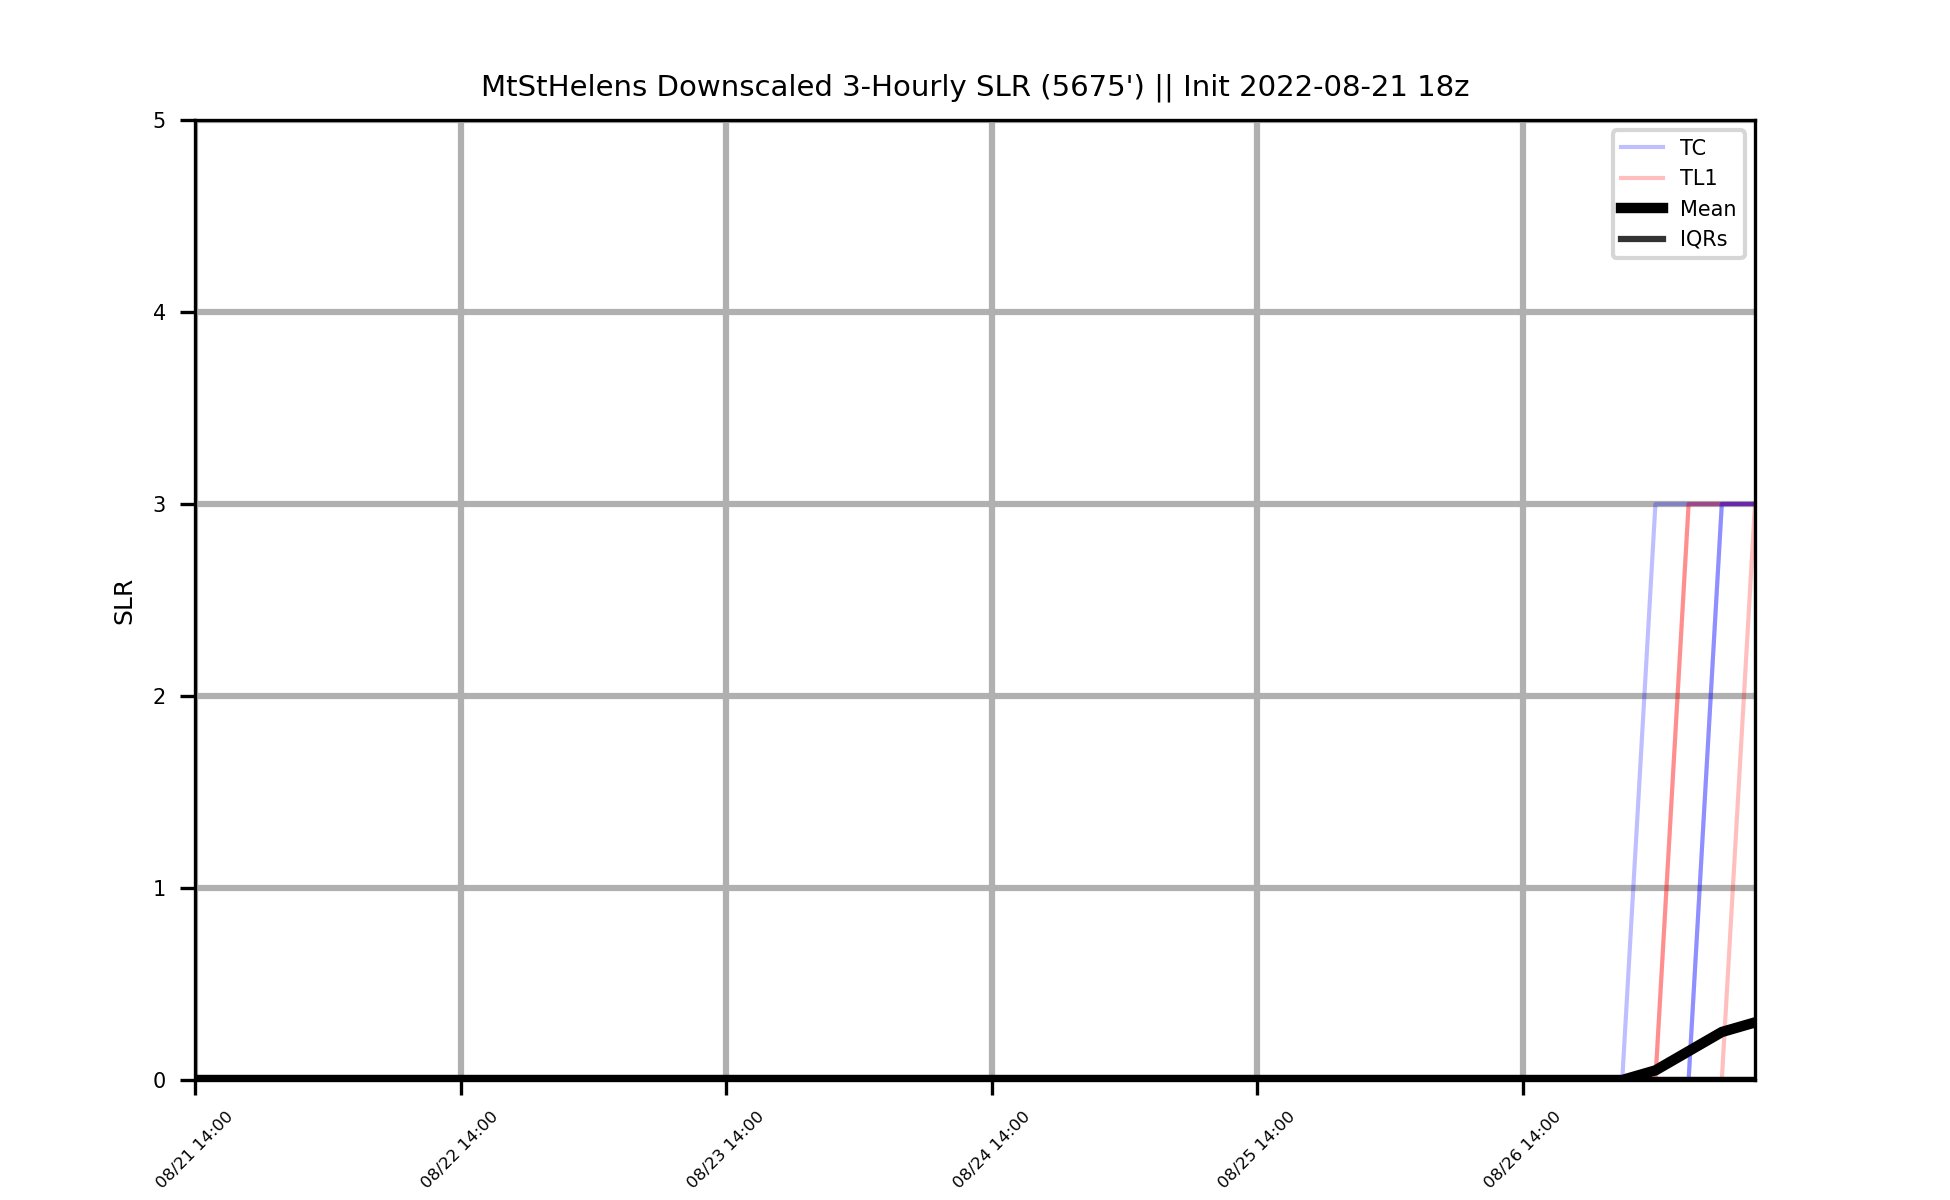 MtStHelens Downscaled 3-Hourly SLR (5675') || Init 2022-08-21 18z
5
4
3
2
1
0
SLR
TC
TL1
Mean
IQRs
08/21 14:00
08/22 14:00
08/23 14:00
08/24 14:00
08/25 14:00
08/26 14:00